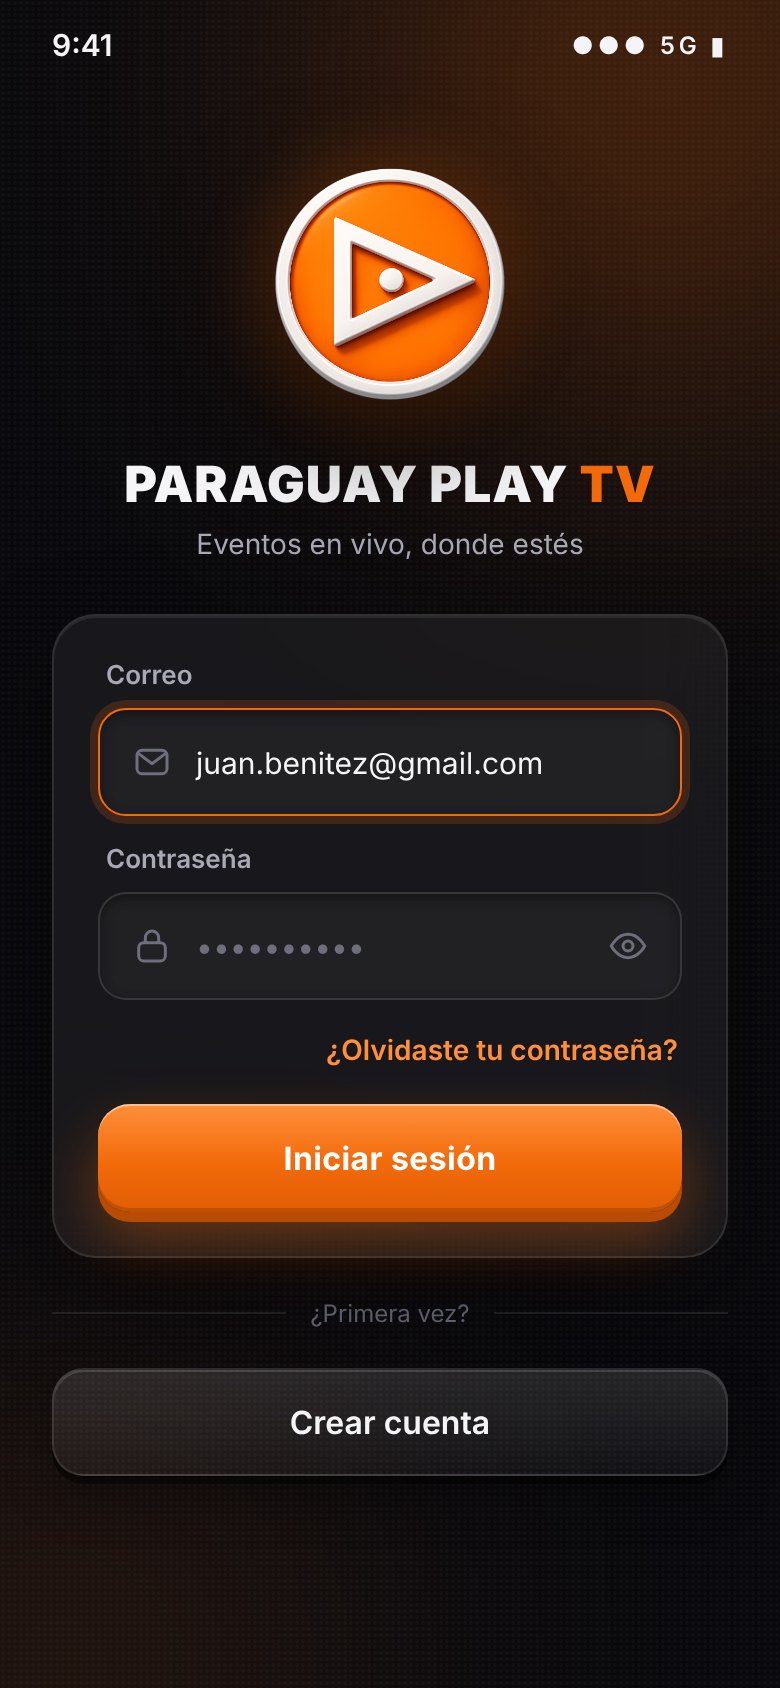 9:41
5G
PARAGUAY PLAY TV
Eventos en vivo, donde estés
Correo
juan.benitez@gmail.com
Contraseña
••••••••••
¿Olvidaste tu contraseña?
Iniciar sesión
¿Primera vez?
Crear cuenta